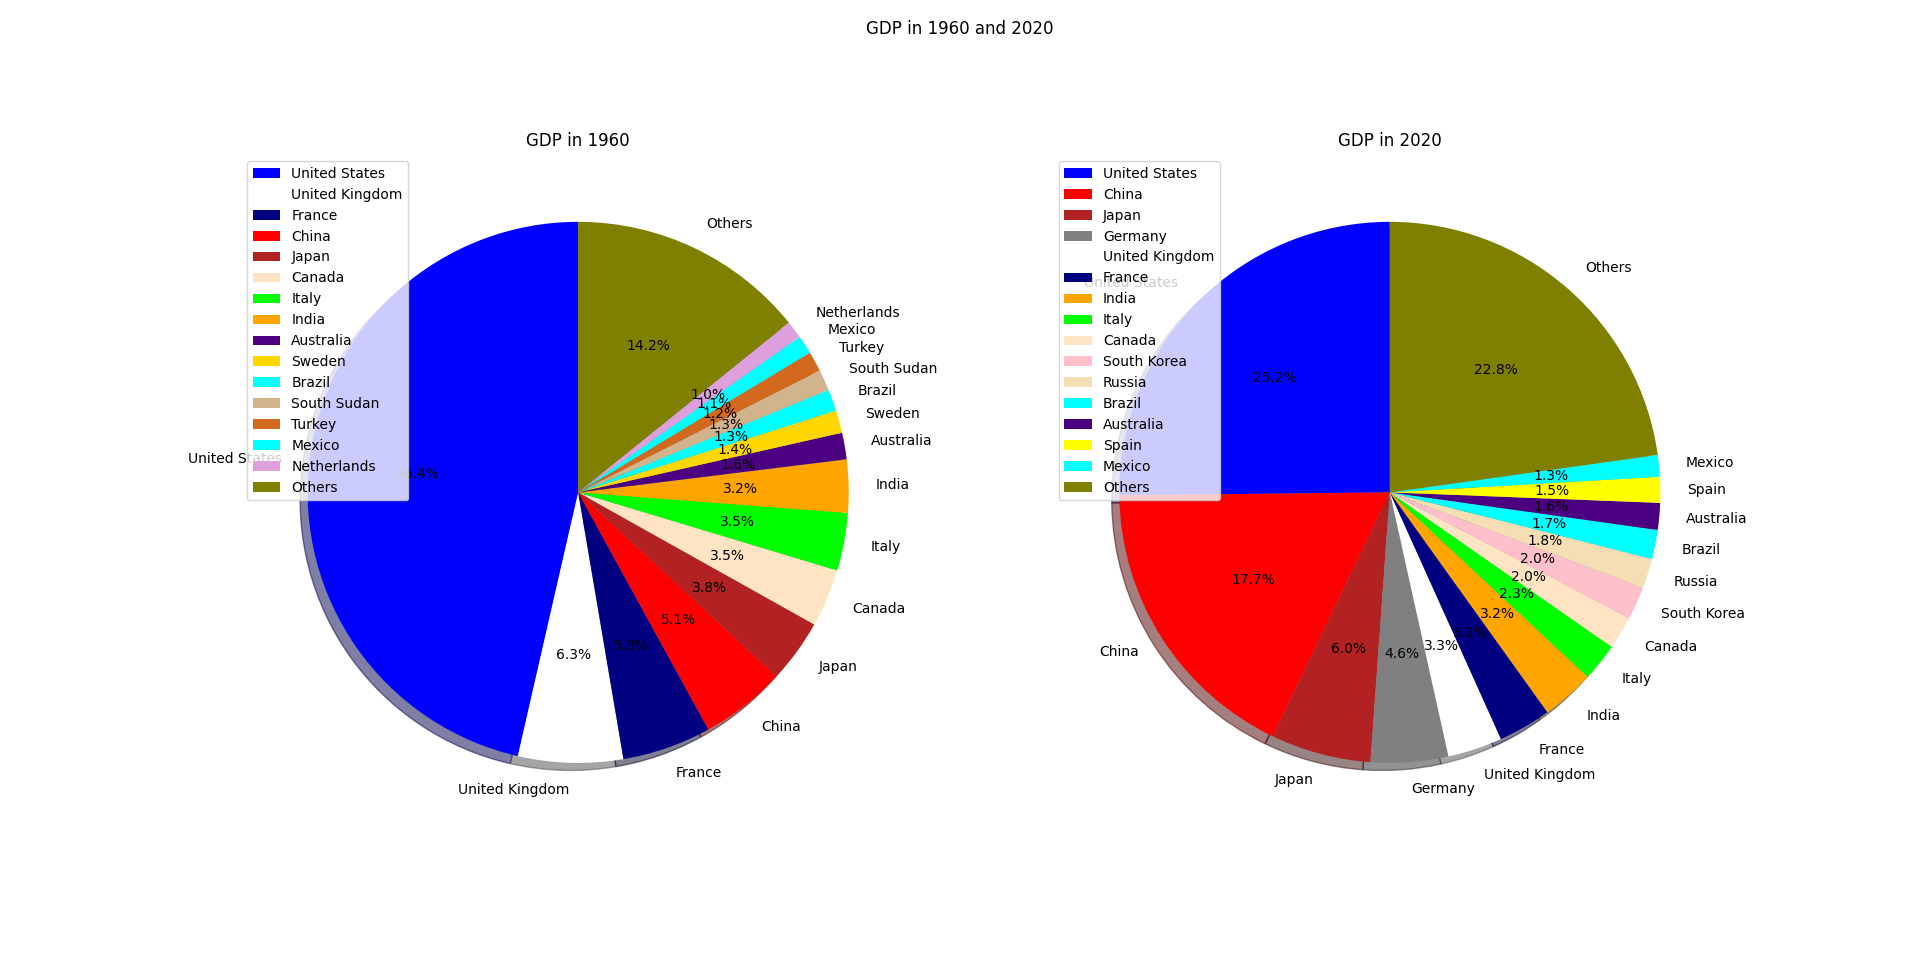 GDP in 1960 and 2020
GDP in 1960
United States
United Kingdom
France
China
Japan
Canada
Italy
India
Australia
Sweden
Brazil
South Sudan
Turkey
Mexico
Netherlands
Others
Others
Netherlands
Mexico
Turkey
South Sudan
Brazil
Sweden
Australia
India
Italy
Canada
Japan
China
France
United Kingdom
United States
14.2%
1.0%
1.1%
1.2%
1.3%
1.3%
1.4%
1.6%
3.2%
3.5%
3.5%
3.8%
5.1%
5.3%
6.3%
GDP in 2020
United States
China
Japan
Germany
United Kingdom
France
India
Italy
Canada
South Korea
Russia
Brazil
Australia
Spain
Mexico
Others
United States
Others
Mexico
Spain
Australia
Brazil
Russia
South Korea
Canada
Italy
India
France
United Kingdom
Germany
Japan
China
25.2%
22.8%
1.3%
1.5%
1.6%
1.7%
1.8%
2.0%
2.0%
2.3%
3.2%
3.2%
3.3%
4.6%
6.0%
17.7%